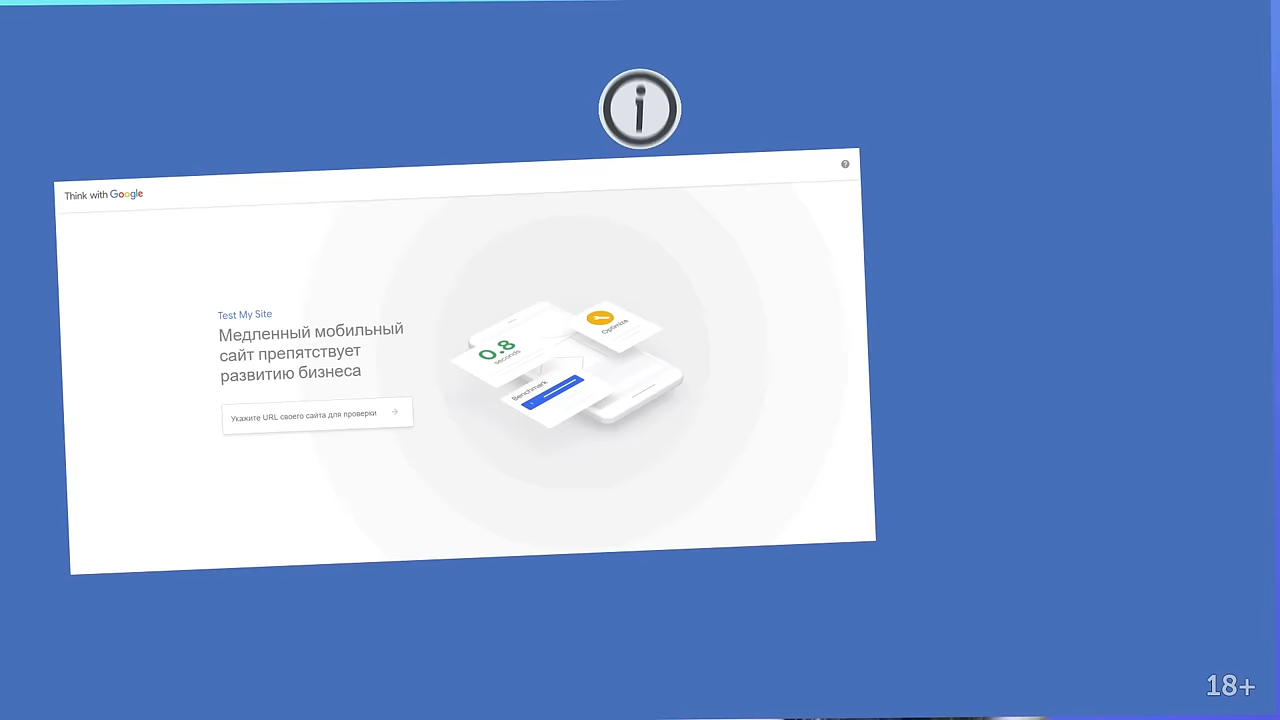 i
Think with Google
?
Test My Site
Медленный мобильный
сайт препятствует
развитию бизнеса
Укажите URL своего сайта для проверки
0.8
seconds
Optimize
Benchmark
18+